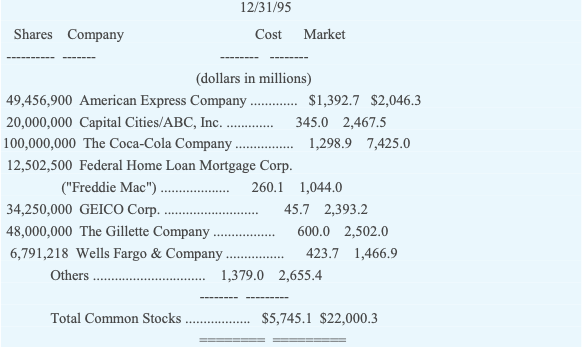 12/31/95
Shares Company Cost Market
---------- ------- -------- --------
(dollars in millions)
49,456,900 American Express Company ............. $1,392.7 $2,046.3
20,000,000 Capital Cities/ABC, Inc. ............. 345.0 2,467.5
100,000,000 The Coca-Cola Company ................ 1,298.9 7,425.0
12,502,500 Federal Home Loan Mortgage Corp.
("Freddie Mac") ................... 260.1 1,044.0
34,250,000 GEICO Corp. .......................... 45.7 2,393.2
48,000,000 The Gillette Company ................. 600.0 2,502.0
6,791,218 Wells Fargo & Company ................ 423.7 1,466.9
Others ............................... 1,379.0 2,655.4
-------- ---------
Total Common Stocks .................. $5,745.1 $22,000.3
======== =========